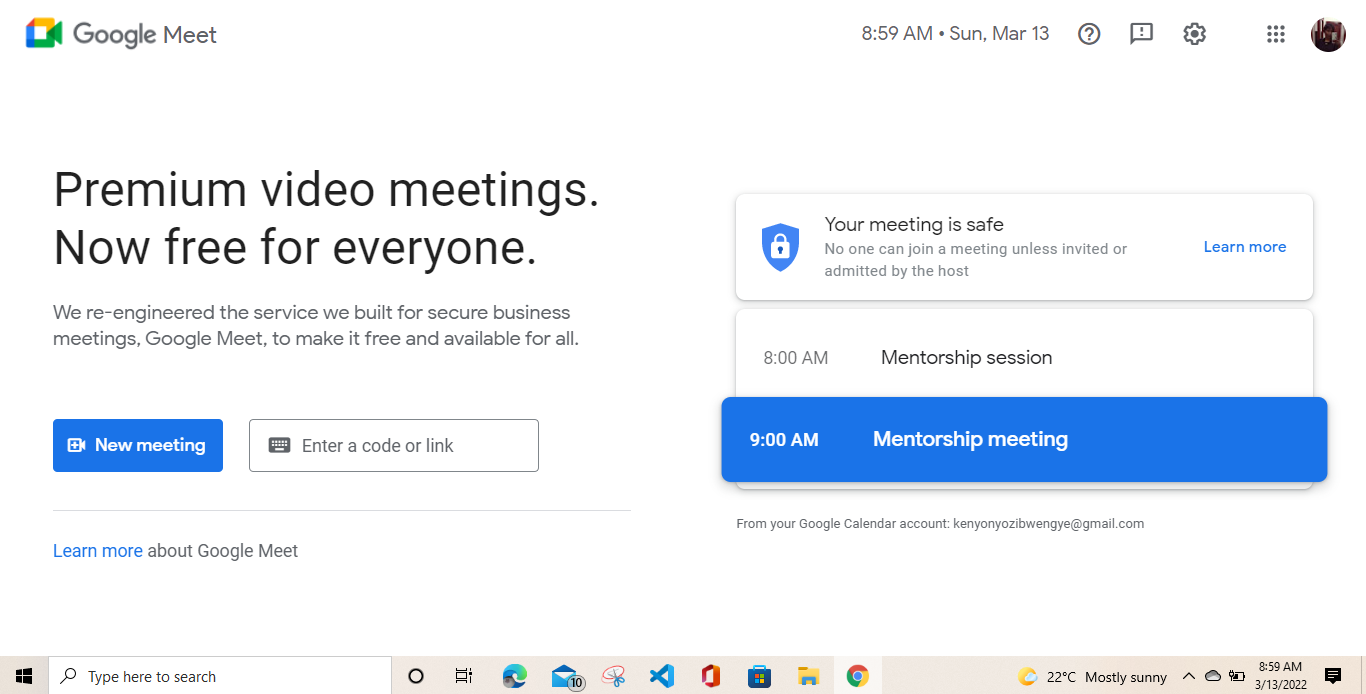 Google Meet
8:59 AM • Sun, Mar 13
Premium video meetings.
Now free for everyone.
We re-engineered the service we built for secure business
meetings, Google Meet, to make it free and available for all.
New meeting
Enter a code or link
Learn more about Google Meet
Your meeting is safe
No one can join a meeting unless invited or
admitted by the host
Learn more
8:00 AM Mentorship session
9:00 AM Mentorship meeting
From your Google Calendar account: kenyonyozibwengye@gmail.com
Type here to search
10
22°C Mostly sunny
8:59 AM
3/13/2022